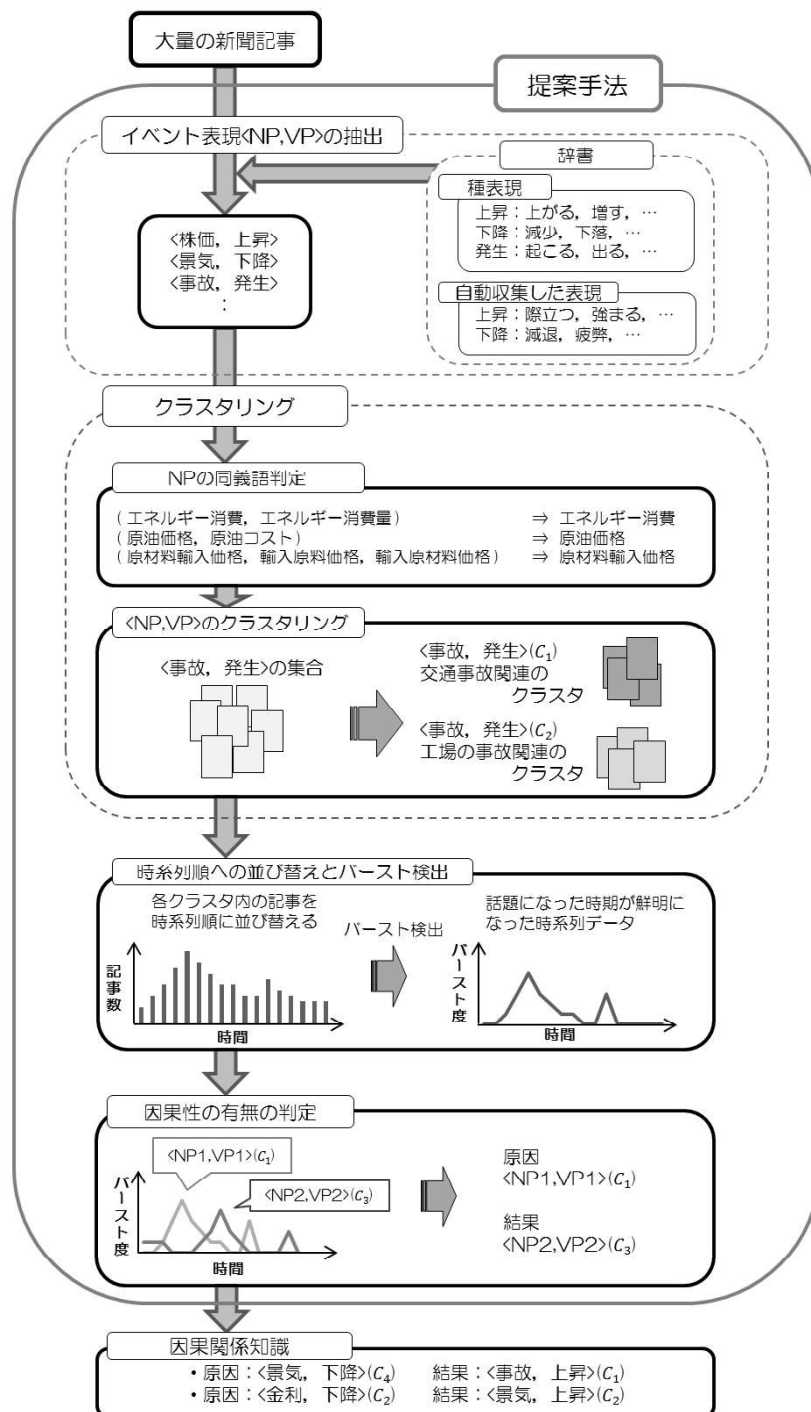 大量の新聞記事
提案手法
イベント表現<NP,VP>の抽出
辞書
種表現
上昇：上がる，増す，…
下降：減少，下落，…
発生：起こる，出る，…
<株価，上昇>
<景気，下降>
<事故，発生>
：
自動収集した表現
上昇：際立つ，強まる，…
下降：減退，疲弊，…
クラスタリング
NPの同義語判定
(エネルギー消費，エネルギー消費量) ⇒ エネルギー消費
(原油価格，原油コスト) ⇒ 原油価格
(原材料輸入価格，輸入原料価格，輸入原材料価格) ⇒ 原材料輸入価格
<NP,VP>のクラスタリング
<事故，発生>の集合
<事故，発生>(C₁)
交通事故関連の
クラスタ
<事故，発生>(C₂)
工場の事故関連の
クラスタ
時系列順への並び替えとバースト検出
各クラスタ内の記事を
時系列順に並び替える
記事数
時間
バースト検出
話題になった時期が鮮明に
なった時系列データ
バースト度
時間
因果性の有無の判定
<NP1,VP1>(C₁)
<NP2,VP2>(C₃)
バースト度
時間
原因
<NP1,VP1>(C₁)
結果
<NP2,VP2>(C₃)
因果関係知識
・原因：<景気，下降>(C₄) 結果：<事故，上昇>(C₁)
・原因：<金利，下降>(C₂) 結果：<景気，上昇>(C₂)